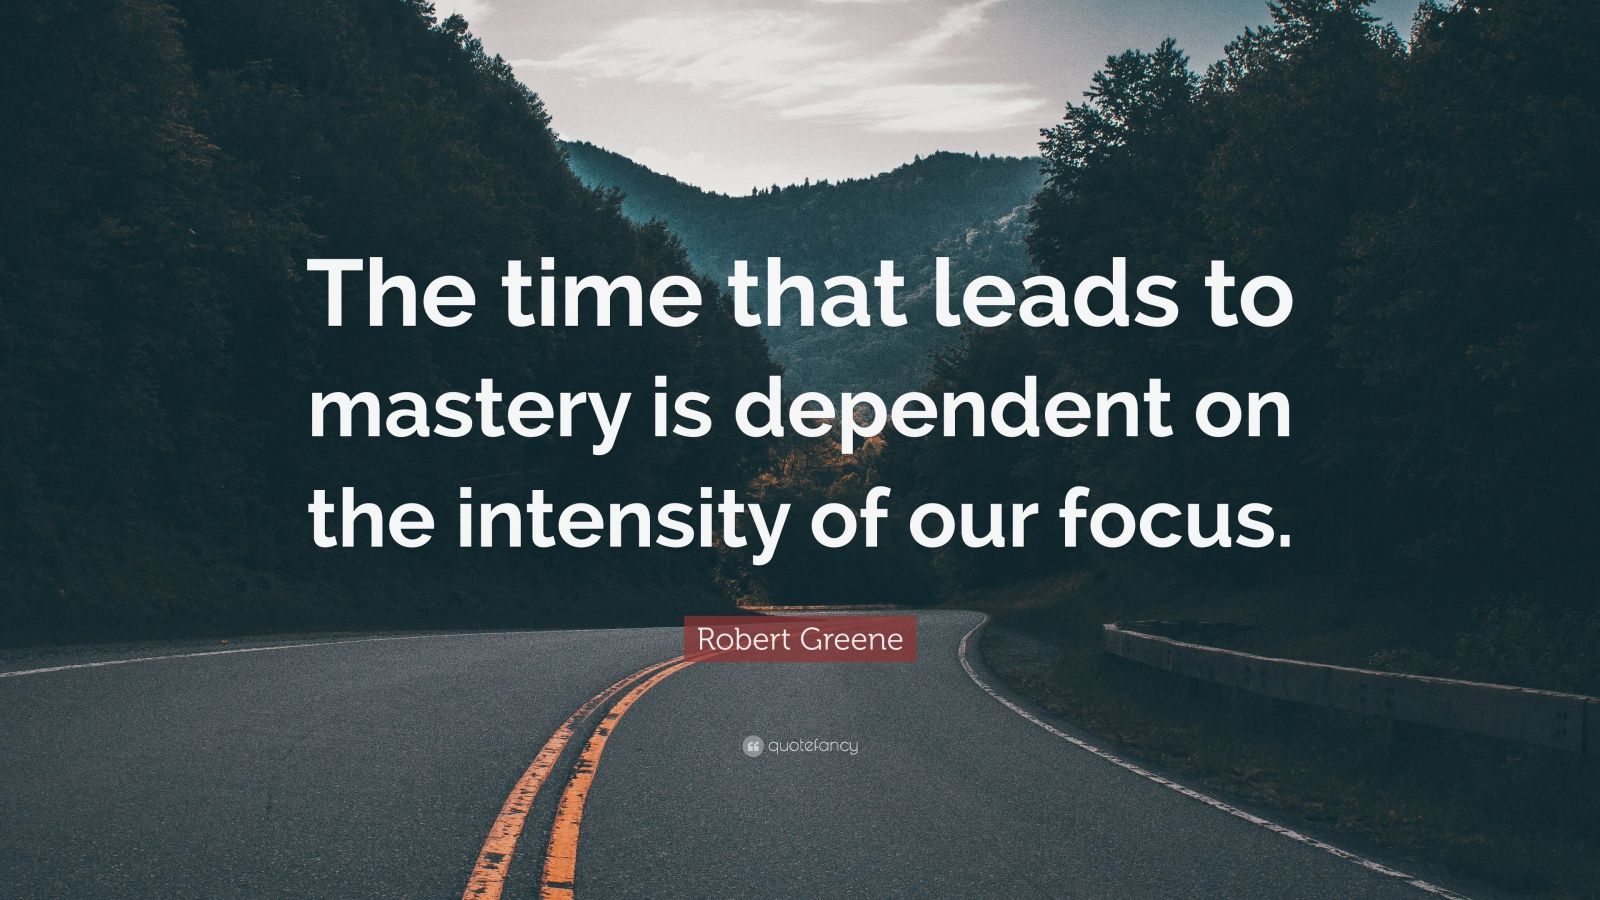 The time that leads to
mastery is dependent on
the intensity of our focus.
Robert Greene
quotefancy